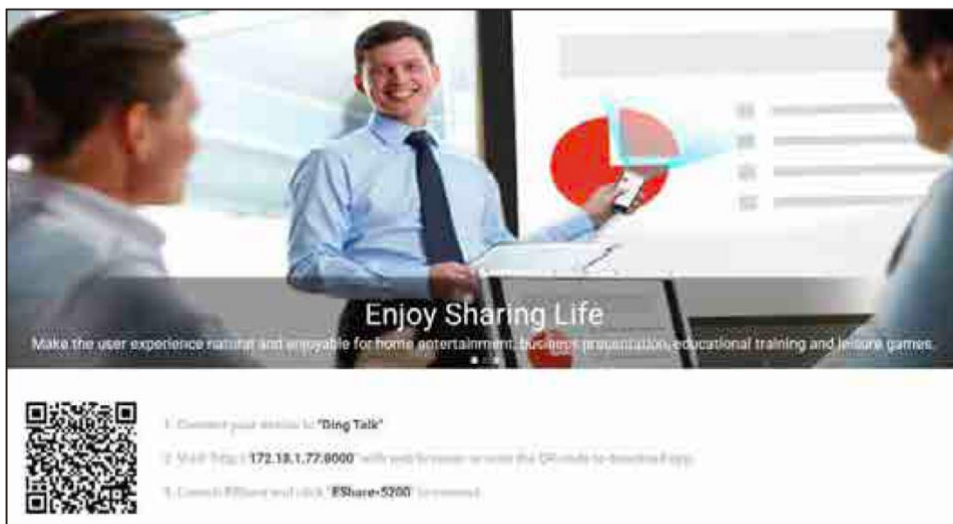 Enjoy Sharing Life
Make the user experience natural and enjoyable for home entertainment, business presentation, educational training and leisure games.
1. Connect your device to "Ding Talk"
2. Visit "http://172.18.1.77:8000" with web browser or scan the QR code to download app.
3. Launch EShare and click "EShare-5200" to connect